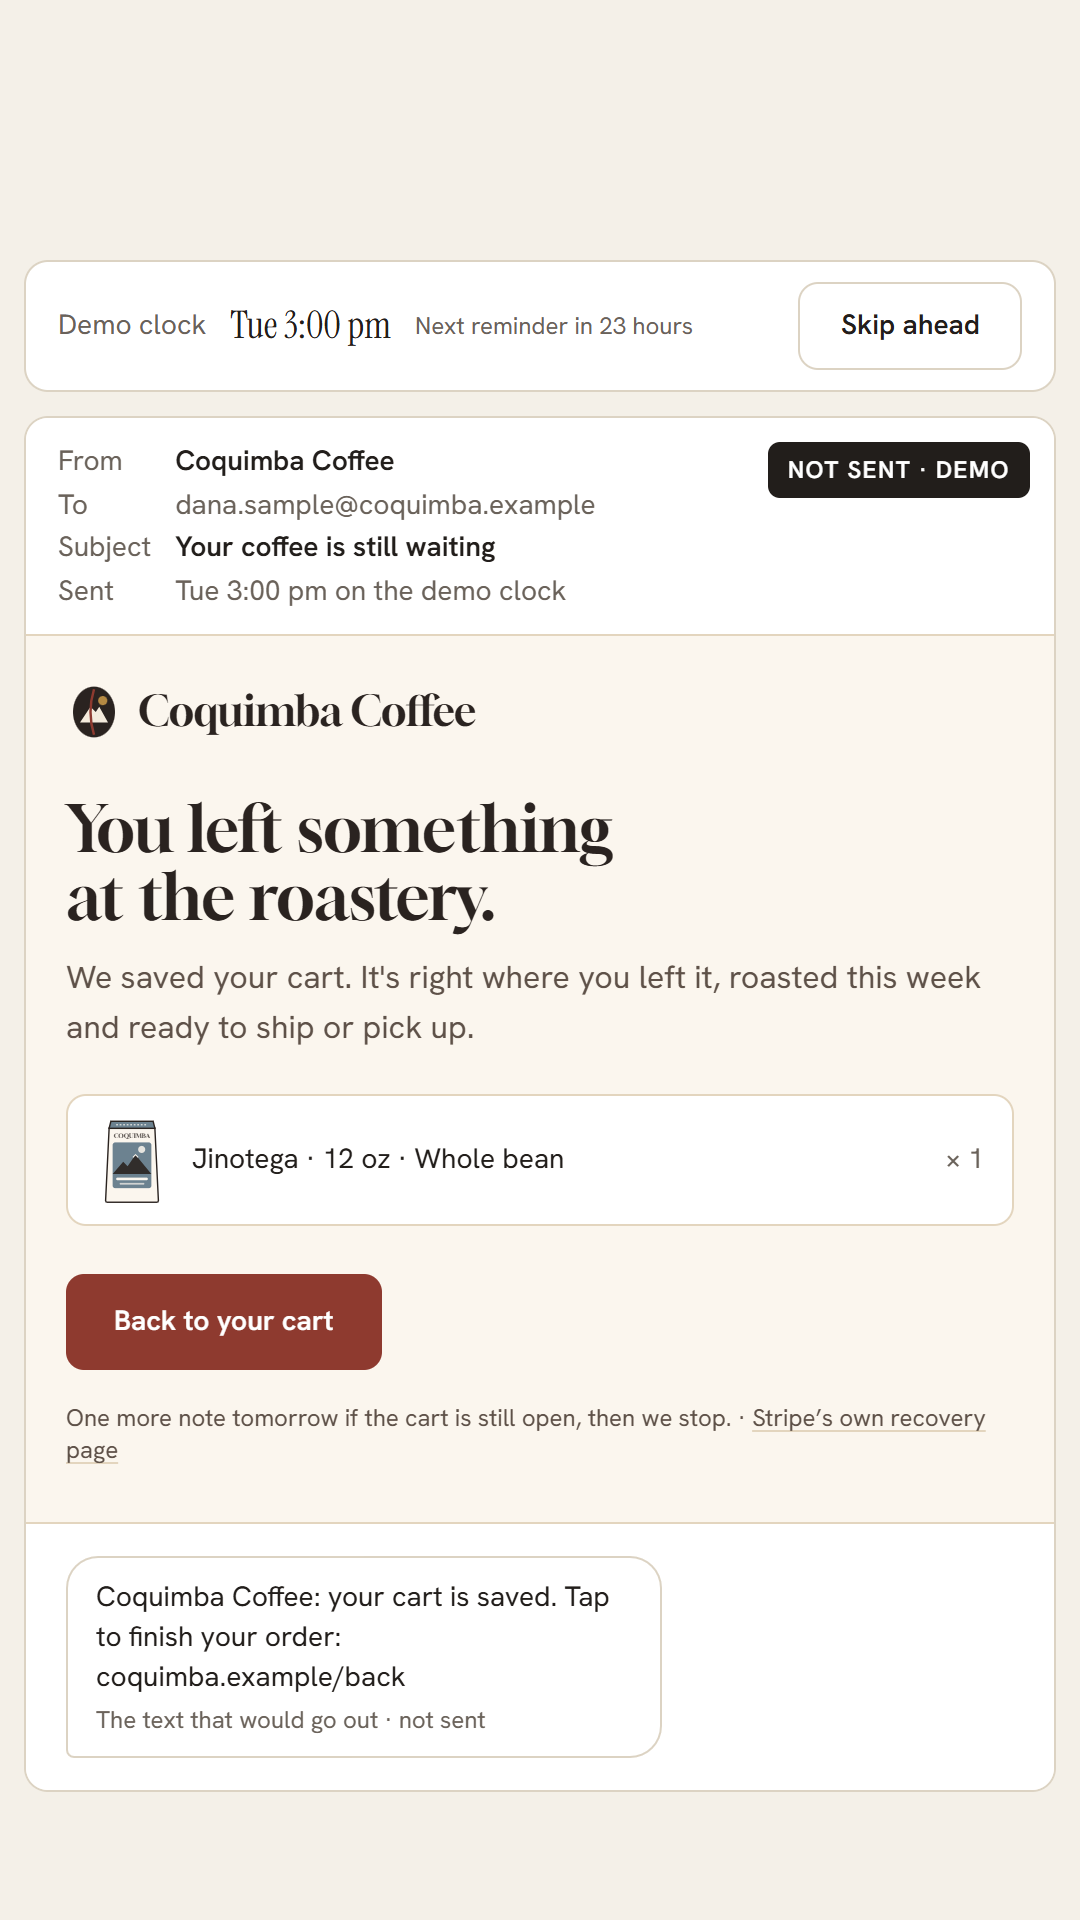 Demo clock Tue 3:00 pm Next reminder in 23 hours Skip ahead
From Coquimba Coffee NOT SENT · DEMO
To dana.sample@coquimba.example
Subject Your coffee is still waiting
Sent Tue 3:00 pm on the demo clock
Coquimba Coffee
You left something
at the roastery.
We saved your cart. It's right where you left it, roasted this week
and ready to ship or pick up.
COQUIMBA
Jinotega · 12 oz · Whole bean × 1
Back to your cart
One more note tomorrow if the cart is still open, then we stop. · Stripe’s own recovery
page
Coquimba Coffee: your cart is saved. Tap
to finish your order:
coquimba.example/back
The text that would go out · not sent